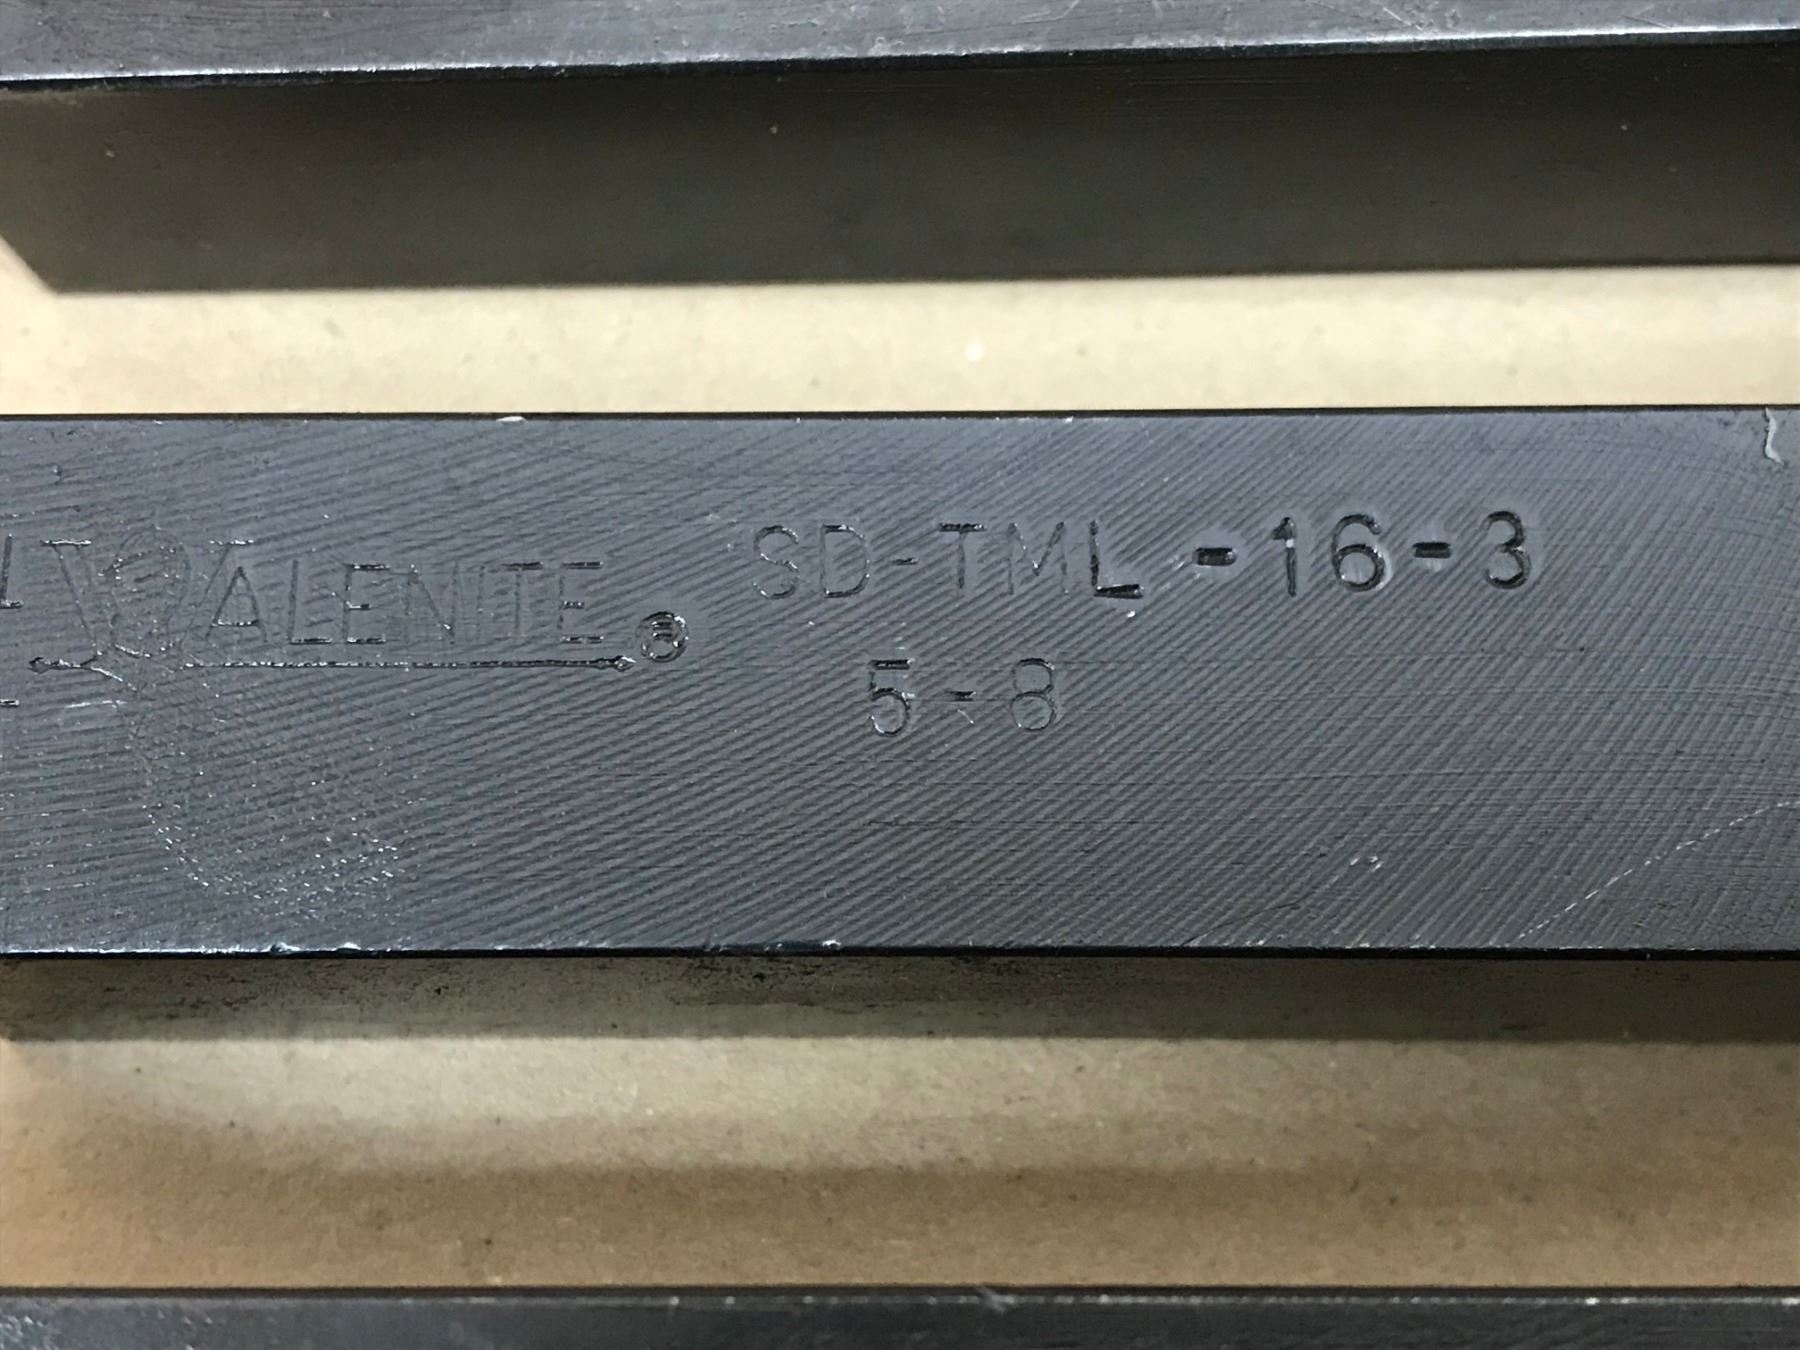 VALENITE® SD-TML-16-3
5-8